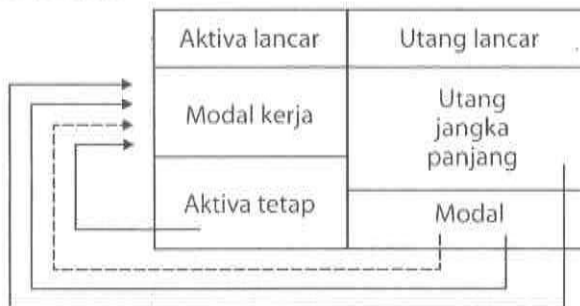 Aktiva lancar
Utang lancar
Modal kerja
Utang
jangka
panjang
Aktiva tetap
Modal